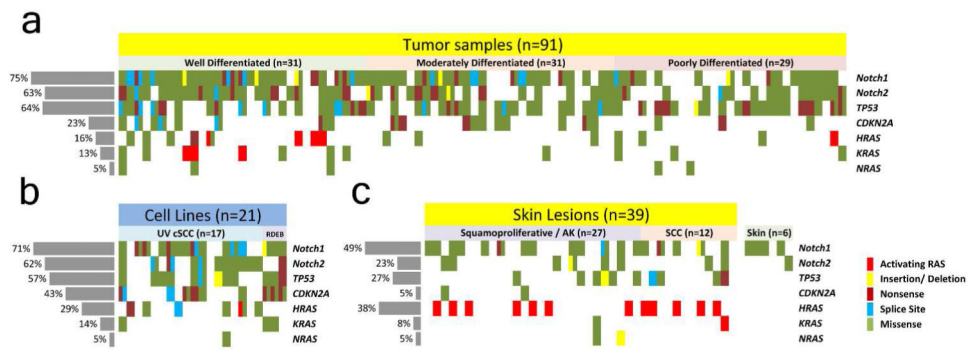 a
Tumor samples (n=91)
Well Differentiated (n=31) Moderately Differentiated (n=31) Poorly Differentiated (n=29)
75% Notch1
63% Notch2
64% TP53
23% CDKN2A
16% HRAS
13% KRAS
5% NRAS
b
Cell Lines (n=21)
UV cSCC (n=17) RDEB
71% Notch1
62% Notch2
57% TP53
43% CDKN2A
29% HRAS
14% KRAS
5% NRAS
c
Skin Lesions (n=39)
Squamoproliferative / AK (n=27) SCC (n=12) Skin (n=6)
49% Notch1
23% Notch2
27% TP53
5% CDKN2A
38% HRAS
8% KRAS
5% NRAS
Activating RAS
Insertion/ Deletion
Nonsense
Splice Site
Missense